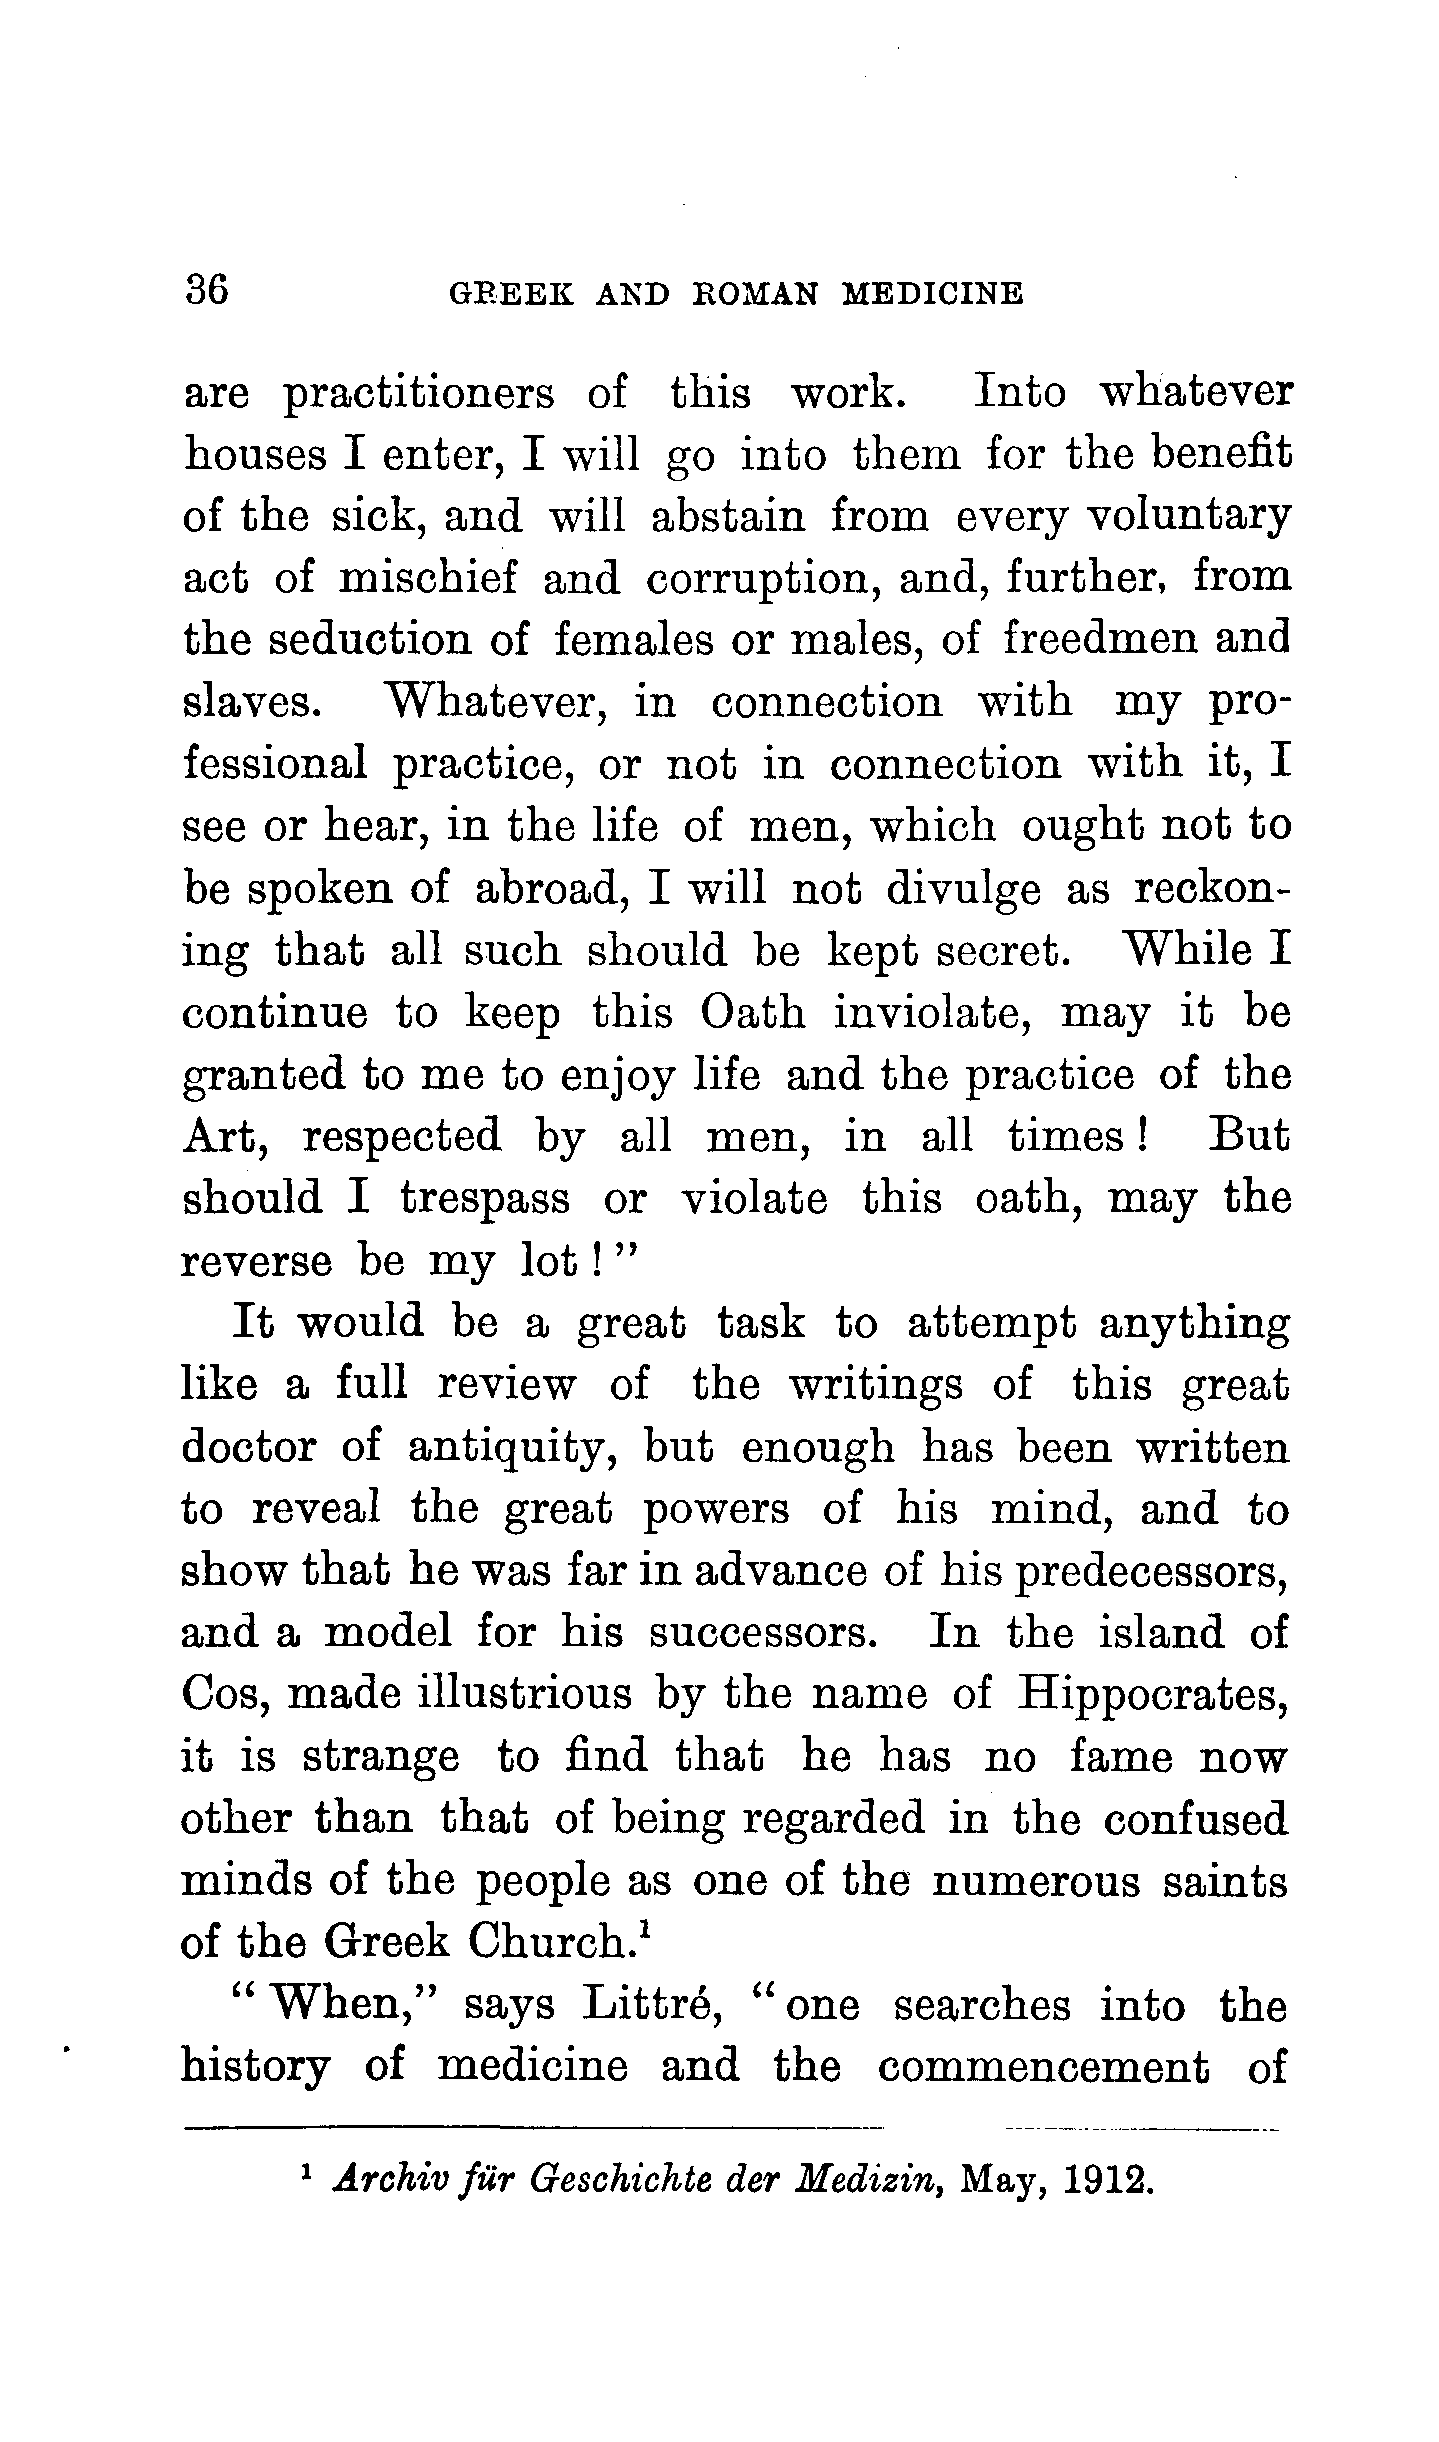 36 GREEK AND ROMAN MEDICINE
are practitioners of this work. Into whatever
houses I enter, I will go into them for the benefit
of the sick, and will abstain from every voluntary
act of mischief and corruption, and, further, from
the seduction of females or males, of freedmen and
slaves. Whatever, in connection with my pro-
fessional practice, or not in connection with it, I
see or hear, in the life of men, which ought not to
be spoken of abroad, I will not divulge as reckon-
ing that all such should be kept secret. While I
continue to keep this Oath inviolate, may it be
granted to me to enjoy life and the practice of the
Art, respected by all men, in all times! But
should I trespass or violate this oath, may the
reverse be my lot!”
It would be a great task to attempt anything
like a full review of the writings of this great
doctor of antiquity, but enough has been written
to reveal the great powers of his mind, and to
show that he was far in advance of his predecessors,
and a model for his successors. In the island of
Cos, made illustrious by the name of Hippocrates,
it is strange to find that he has no fame now
other than that of being regarded in the confused
minds of the people as one of the numerous saints
of the Greek Church.¹
“When,” says Littré, “one searches into the
history of medicine and the commencement of
¹ Archiv für Geschichte der Medizin, May, 1912.